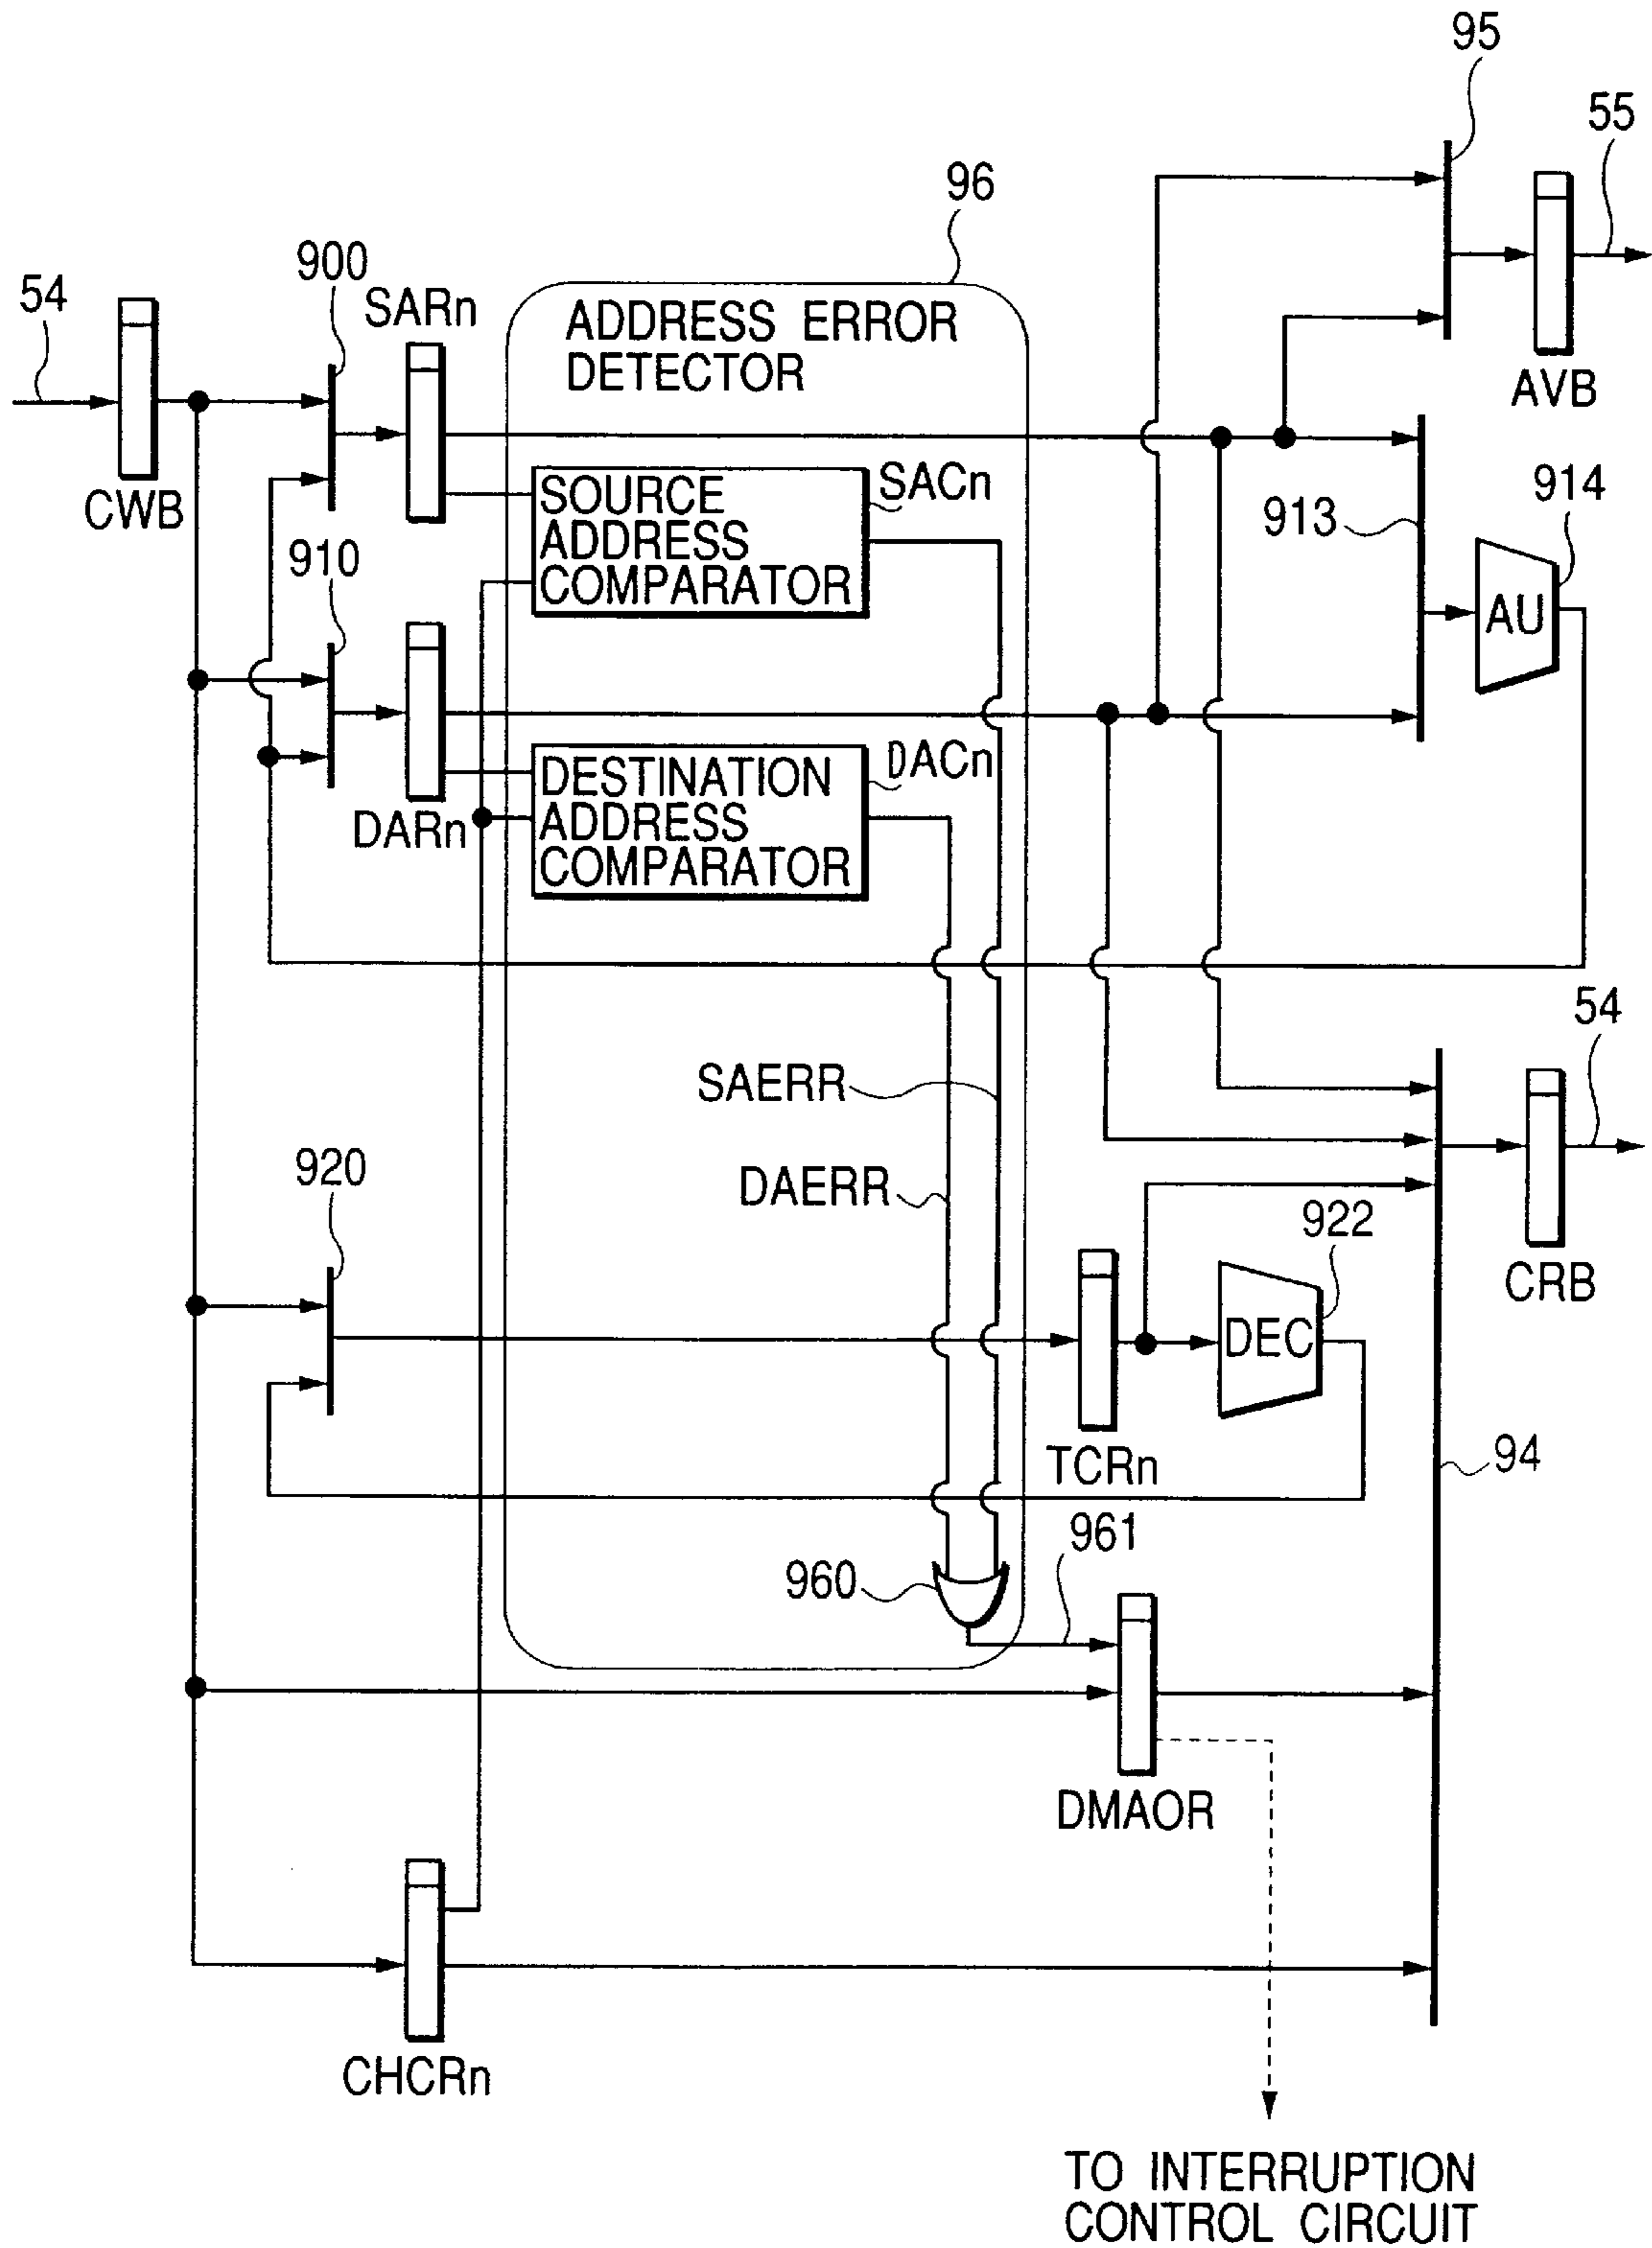 95
55
96
900
54
SARn
ADDRESS ERROR
DETECTOR
AVB
CWB
SOURCE
ADDRESS
COMPARATOR
SACn
913
914
910
AU
DARn
DESTINATION
ADDRESS
COMPARATOR
DACn
54
SAERR
DAERR
920
922
CRB
DEC
TCRn
94
961
960
DMAOR
CHCRn
TO INTERRUPTION
CONTROL CIRCUIT